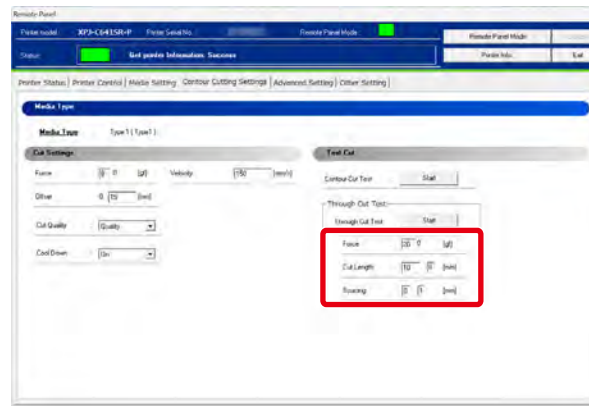 Remote Panel
Printer model XPJ-C641SR-P Printer Serial No. Remote Panel Mode Remote Panel Mode
Status Get printer Information: Success Printer Info. Exit
Printer Status Printer Control Media Setting Contour Cutting Settings Advanced Setting Other Setting
Media Type
Media Type Type 1 ( Type1 )
Cut Settings Test Cut
Force 0 [gf] Velocity 150 [mm/s] Contour Cut Test Start
Offset 0. [mm] Through Cut Test
Cut Quality Quality Through Cut Test Start
Force 0 [gf]
Cool Down On Cut Length 10 [mm]
Spacing [mm]